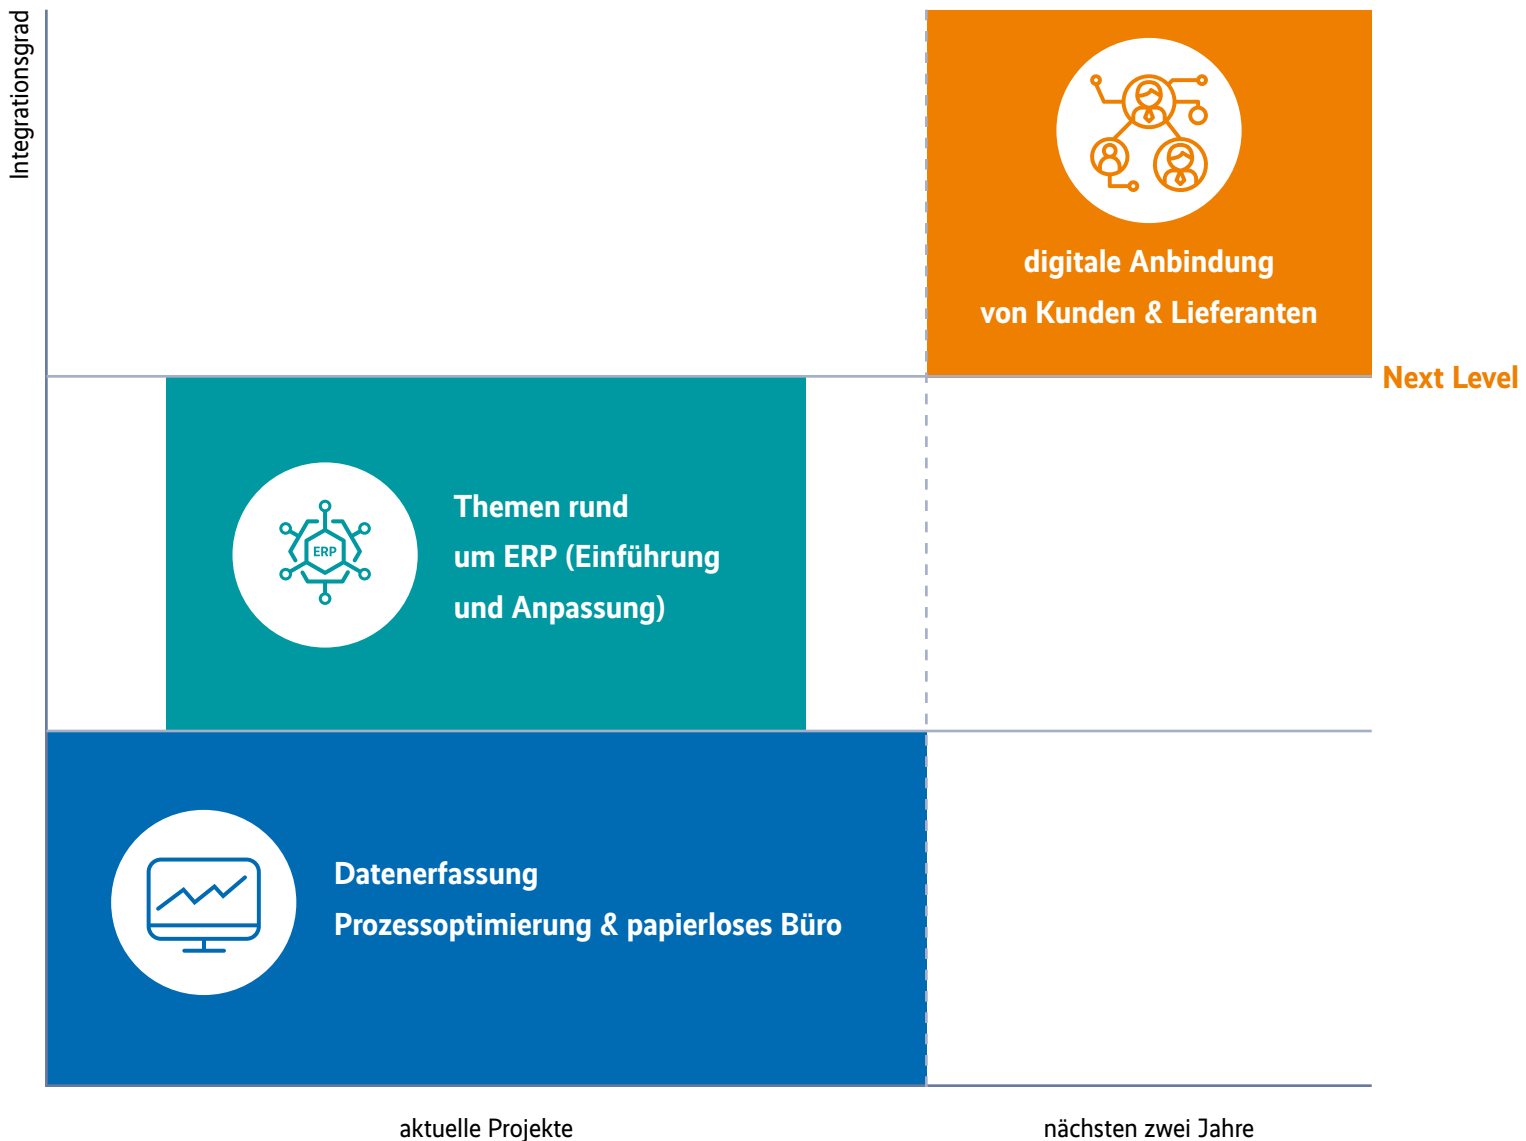 Integrationsgrad
digitale Anbindung
von Kunden & Lieferanten
Next Level
ERP
Themen rund
um ERP (Einführung
und Anpassung)
Datenerfassung
Prozessoptimierung & papierloses Büro
aktuelle Projekte
nächsten zwei Jahre